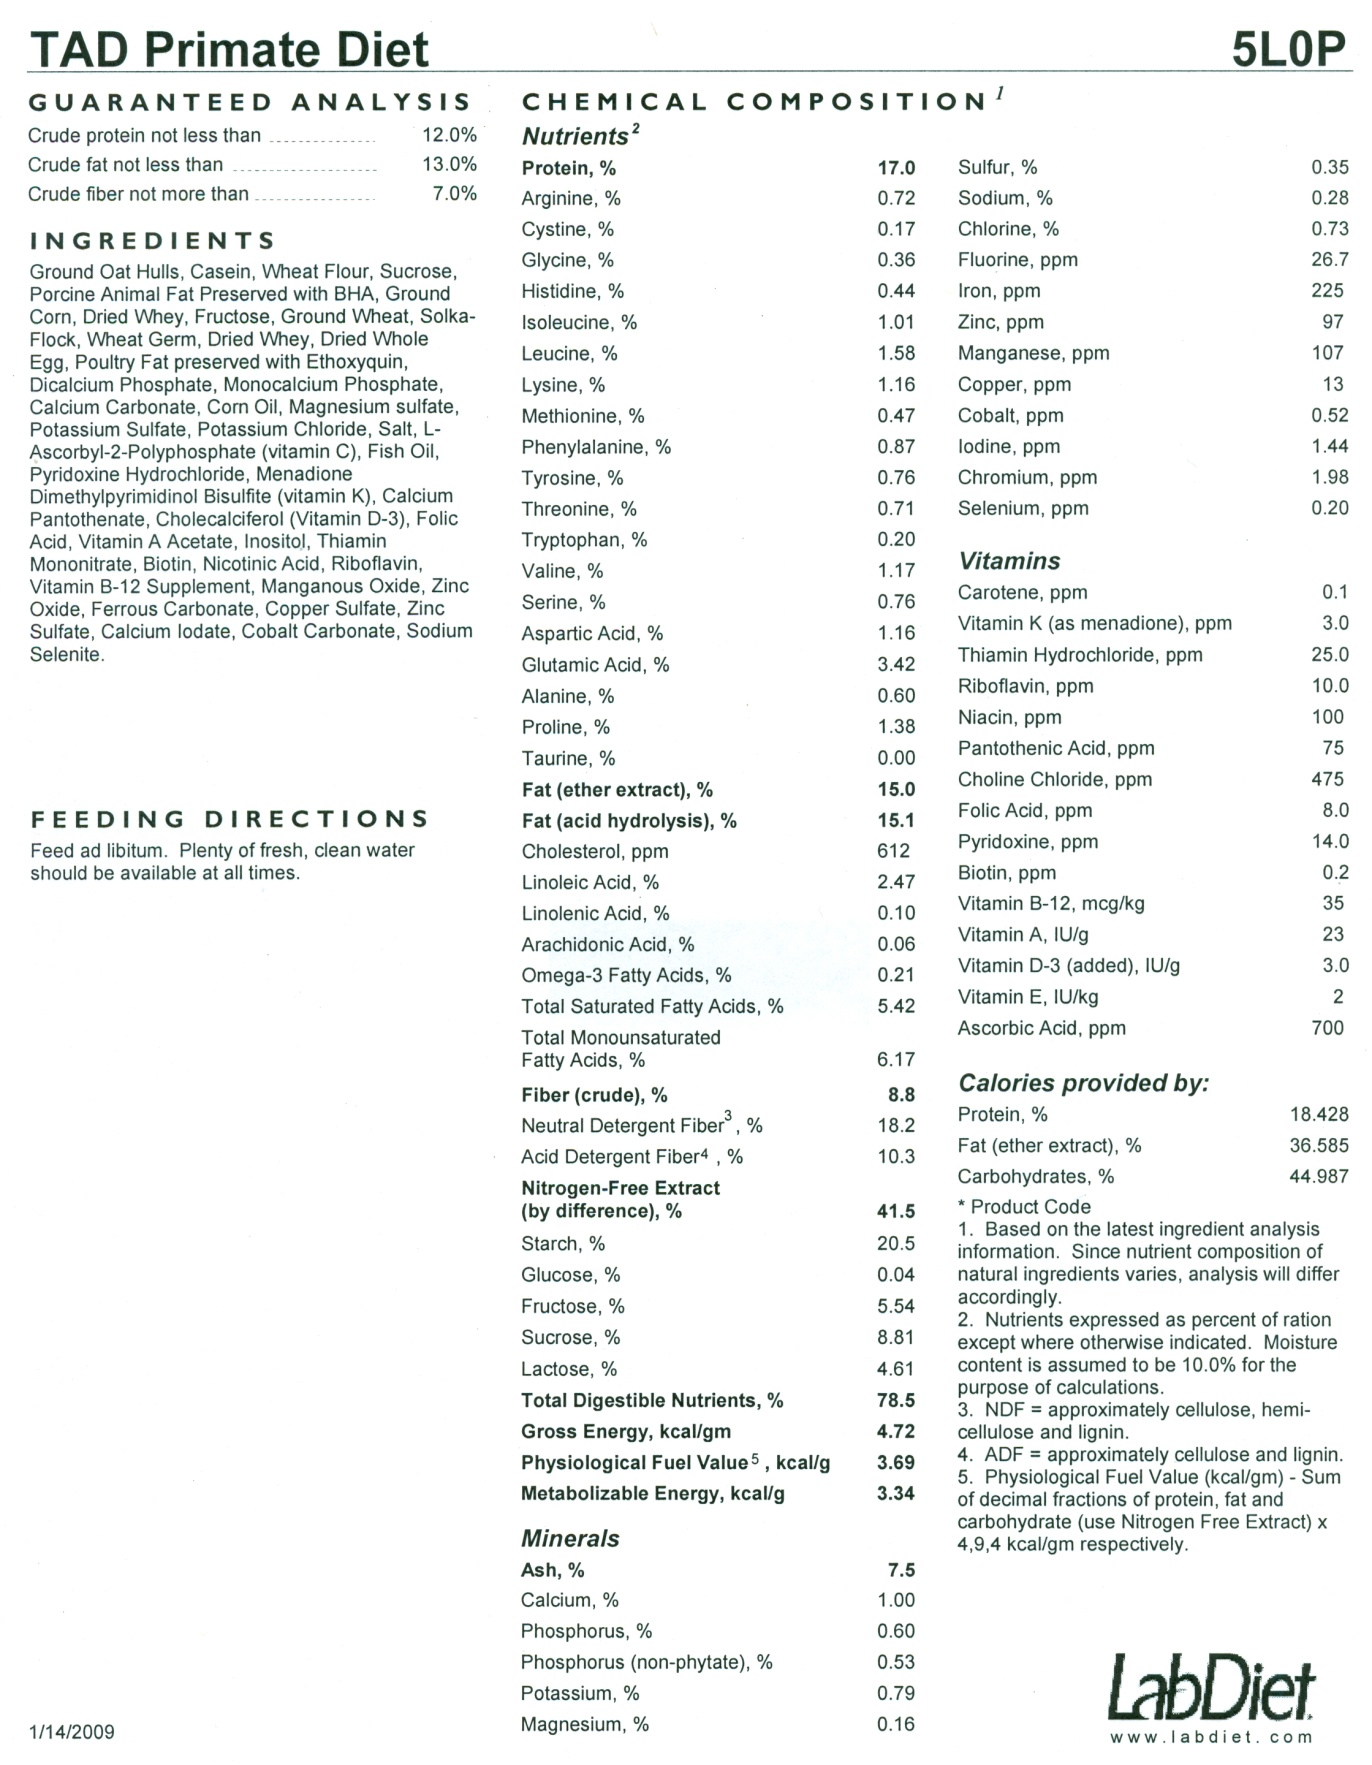 TAD Primate Diet 5L0P
GUARANTEED ANALYSIS
Crude protein not less than 12.0%
Crude fat not less than 13.0%
Crude fiber not more than 7.0%
INGREDIENTS
Ground Oat Hulls, Casein, Wheat Flour, Sucrose,
Porcine Animal Fat Preserved with BHA, Ground
Corn, Dried Whey, Fructose, Ground Wheat, Solka-
Flock, Wheat Germ, Dried Whey, Dried Whole
Egg, Poultry Fat preserved with Ethoxyquin,
Dicalcium Phosphate, Monocalcium Phosphate,
Calcium Carbonate, Corn Oil, Magnesium sulfate,
Potassium Sulfate, Potassium Chloride, Salt, L-
Ascorbyl-2-Polyphosphate (vitamin C), Fish Oil,
Pyridoxine Hydrochloride, Menadione
Dimethylpyrimidinol Bisulfite (vitamin K), Calcium
Pantothenate, Cholecalciferol (Vitamin D-3), Folic
Acid, Vitamin A Acetate, Inositol, Thiamin
Mononitrate, Biotin, Nicotinic Acid, Riboflavin,
Vitamin B-12 Supplement, Manganous Oxide, Zinc
Oxide, Ferrous Carbonate, Copper Sulfate, Zinc
Sulfate, Calcium Iodate, Cobalt Carbonate, Sodium
Selenite.
FEEDING DIRECTIONS
Feed ad libitum. Plenty of fresh, clean water
should be available at all times.
1/14/2009
CHEMICAL COMPOSITION 1
Nutrients2
Protein, % 17.0
Arginine, % 0.72
Cystine, % 0.17
Glycine, % 0.36
Histidine, % 0.44
Isoleucine, % 1.01
Leucine, % 1.58
Lysine, % 1.16
Methionine, % 0.47
Phenylalanine, % 0.87
Tyrosine, % 0.76
Threonine, % 0.71
Tryptophan, % 0.20
Valine, % 1.17
Serine, % 0.76
Aspartic Acid, % 1.16
Glutamic Acid, % 3.42
Alanine, % 0.60
Proline, % 1.38
Taurine, % 0.00
Fat (ether extract), % 15.0
Fat (acid hydrolysis), % 15.1
Cholesterol, ppm 612
Linoleic Acid, % 2.47
Linolenic Acid, % 0.10
Arachidonic Acid, % 0.06
Omega-3 Fatty Acids, % 0.21
Total Saturated Fatty Acids, % 5.42
Total Monounsaturated
Fatty Acids, % 6.17
Fiber (crude), % 8.8
Neutral Detergent Fiber3, % 18.2
Acid Detergent Fiber4 , % 10.3
Nitrogen-Free Extract
(by difference), % 41.5
Starch, % 20.5
Glucose, % 0.04
Fructose, % 5.54
Sucrose, % 8.81
Lactose, % 4.61
Total Digestible Nutrients, % 78.5
Gross Energy, kcal/gm 4.72
Physiological Fuel Value5 , kcal/g 3.69
Metabolizable Energy, kcal/g 3.34
Minerals
Ash, % 7.5
Calcium, % 1.00
Phosphorus, % 0.60
Phosphorus (non-phytate), % 0.53
Potassium, % 0.79
Magnesium, % 0.16
Sulfur, % 0.35
Sodium, % 0.28
Chlorine, % 0.73
Fluorine, ppm 26.7
Iron, ppm 225
Zinc, ppm 97
Manganese, ppm 107
Copper, ppm 13
Cobalt, ppm 0.52
Iodine, ppm 1.44
Chromium, ppm 1.98
Selenium, ppm 0.20
Vitamins
Carotene, ppm 0.1
Vitamin K (as menadione), ppm 3.0
Thiamin Hydrochloride, ppm 25.0
Riboflavin, ppm 10.0
Niacin, ppm 100
Pantothenic Acid, ppm 75
Choline Chloride, ppm 475
Folic Acid, ppm 8.0
Pyridoxine, ppm 14.0
Biotin, ppm 0.2
Vitamin B-12, mcg/kg 35
Vitamin A, IU/g 23
Vitamin D-3 (added), IU/g 3.0
Vitamin E, IU/kg 2
Ascorbic Acid, ppm 700
Calories provided by:
Protein, % 18.428
Fat (ether extract), % 36.585
Carbohydrates, % 44.987
* Product Code
1. Based on the latest ingredient analysis
information. Since nutrient composition of
natural ingredients varies, analysis will differ
accordingly.
2. Nutrients expressed as percent of ration
except where otherwise indicated. Moisture
content is assumed to be 10.0% for the
purpose of calculations.
3. NDF = approximately cellulose, hemi-
cellulose and lignin.
4. ADF = approximately cellulose and lignin.
5. Physiological Fuel Value (kcal/gm) - Sum
of decimal fractions of protein, fat and
carbohydrate (use Nitrogen Free Extract) x
4,9,4 kcal/gm respectively.
LabDiet
www.labdiet.com